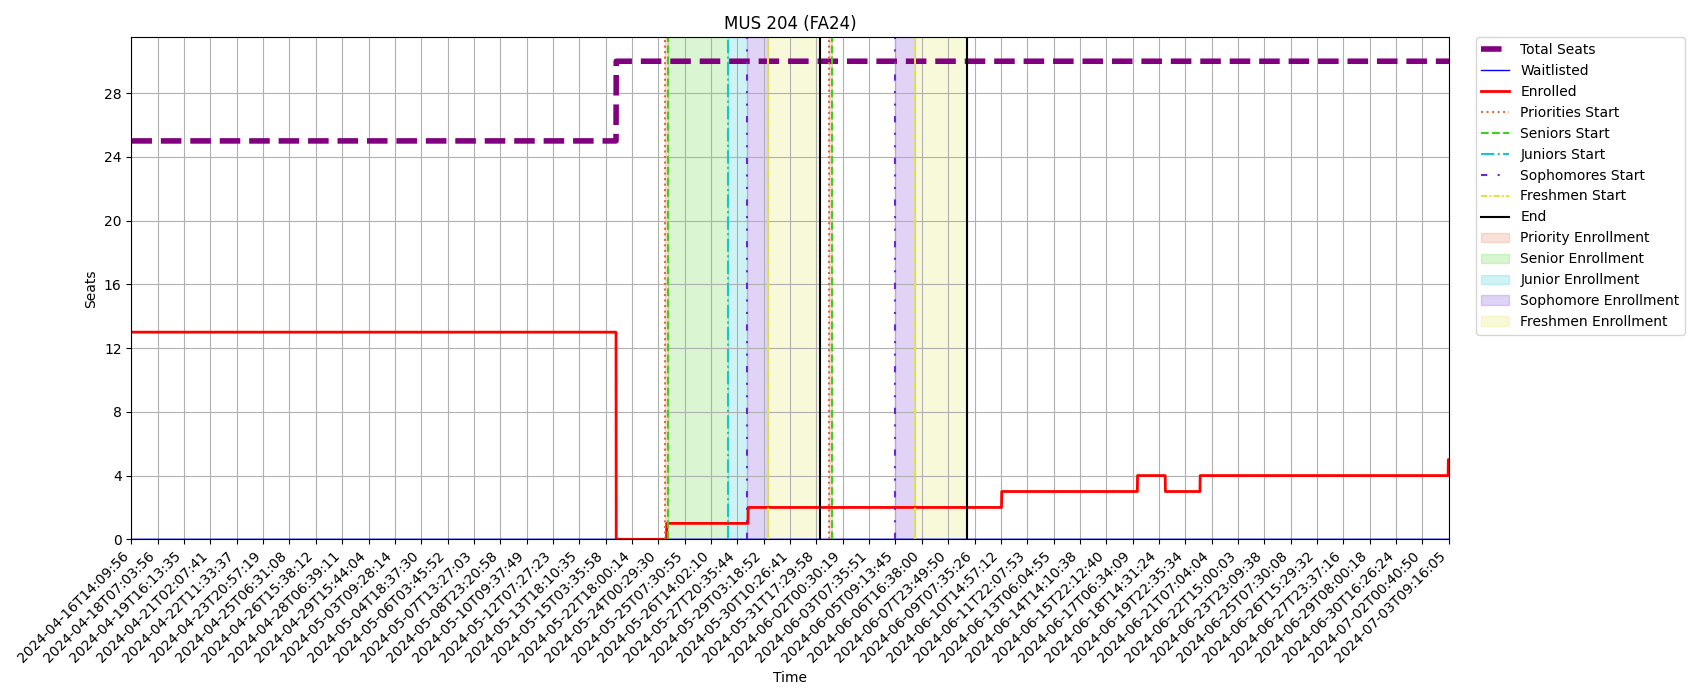 MUS 204 (FA24)
Seats
28
24
20
16
12
8
4
0
2024-04-16T14:09:56
2024-04-18T07:03:56
2024-04-19T16:13:35
2024-04-21T02:07:41
2024-04-22T11:33:37
2024-04-23T20:57:19
2024-04-25T06:31:08
2024-04-26T15:38:12
2024-04-28T06:39:11
2024-04-29T15:44:04
2024-05-03T09:28:14
2024-05-04T18:37:30
2024-05-06T03:45:52
2024-05-07T13:27:03
2024-05-08T23:20:58
2024-05-10T09:37:49
2024-05-12T07:27:23
2024-05-13T18:10:35
2024-05-15T03:35:58
2024-05-22T18:00:14
2024-05-24T00:29:30
2024-05-25T07:30:55
2024-05-26T14:02:10
2024-05-27T20:35:44
2024-05-29T03:18:52
2024-05-30T10:26:41
2024-05-31T17:29:58
2024-06-02T00:30:19
2024-06-03T07:35:51
2024-06-05T09:13:45
2024-06-06T16:38:00
2024-06-07T23:49:50
2024-06-09T07:35:26
2024-06-10T14:57:12
2024-06-11T22:07:53
2024-06-13T06:04:55
2024-06-14T14:10:38
2024-06-15T22:12:40
2024-06-17T06:34:09
2024-06-18T14:31:24
2024-06-19T22:35:34
2024-06-21T07:04:04
2024-06-22T15:00:03
2024-06-23T23:09:38
2024-06-25T07:30:08
2024-06-26T15:29:32
2024-06-27T23:37:16
2024-06-29T08:00:18
2024-06-30T16:26:24
2024-07-02T00:40:50
2024-07-03T09:16:05
Time
Total Seats
Waitlisted
Enrolled
Priorities Start
Seniors Start
Juniors Start
Sophomores Start
Freshmen Start
End
Priority Enrollment
Senior Enrollment
Junior Enrollment
Sophomore Enrollment
Freshmen Enrollment